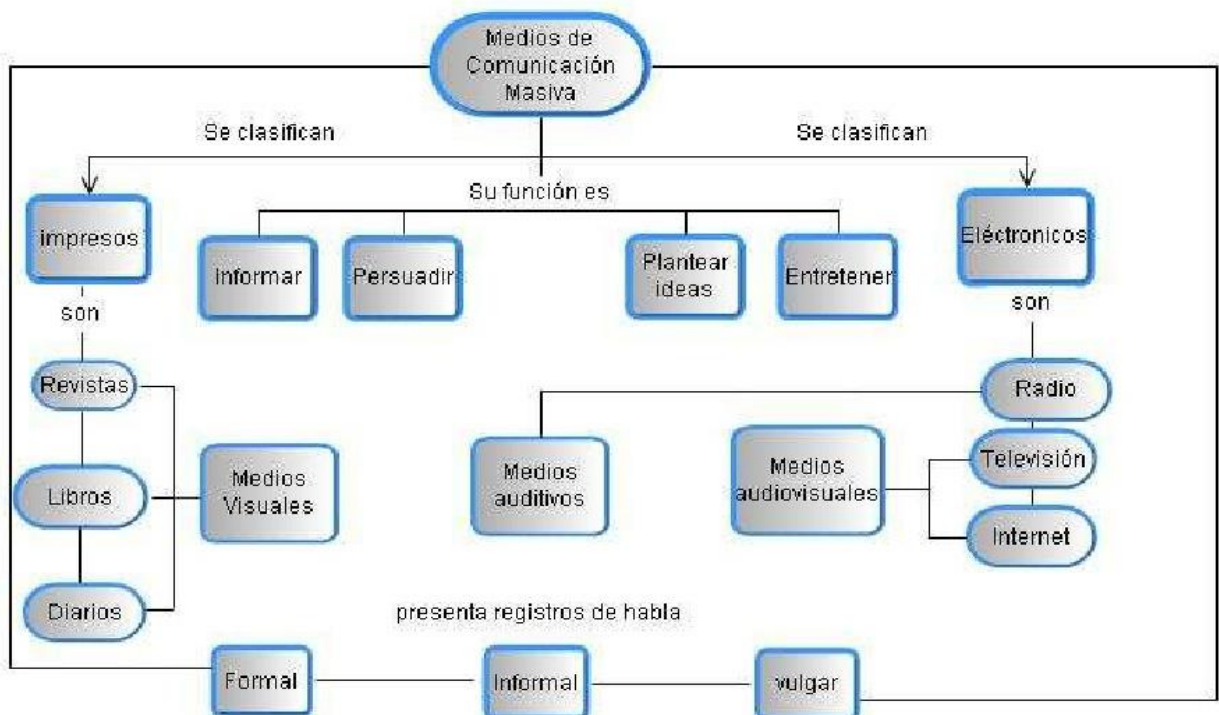 Medios de
Comunicación
Masiva
Se clasifican
Se clasifican
Su función es
impresos
Informar
Persuadir
Plantear
ideas
Entretener
Eléctronicos
son
son
Revistas
Radio
Libros
Medios
Visuales
Medios
auditivos
Medios
audiovisuales
Televisión
Internet
Diarios
presenta registros de habla
Formal
Informal
vulgar